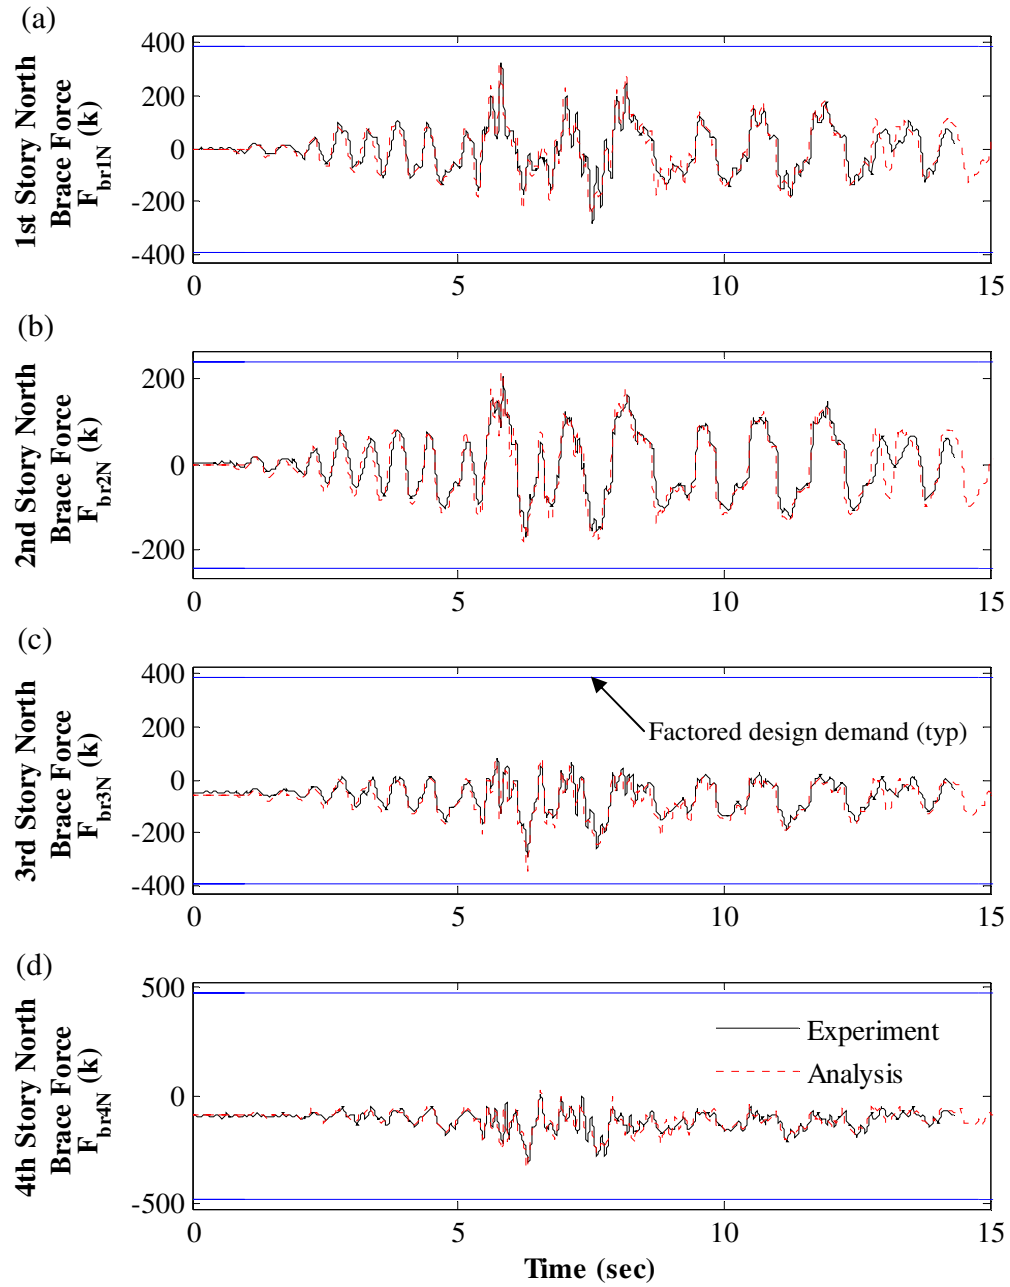 (a)
1st Story North
Brace Force
F_br1N (k)
400
200
0
-200
-400
0 5 10 15
(b)
2nd Story North
Brace Force
F_br2N (k)
200
0
-200
0 5 10 15
(c)
3rd Story North
Brace Force
F_br3N (k)
400
200
0
-200
-400
Factored design demand (typ)
0 5 10 15
(d)
4th Story North
Brace Force
F_br4N (k)
500
0
-500
Experiment
Analysis
0 5 10 15
Time (sec)